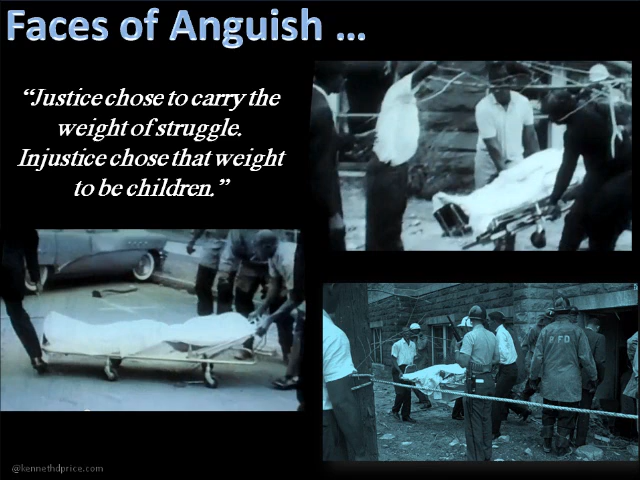 Faces of Anguish ...
“Justice chose to carry the
weight of struggle.
Injustice chose that weight
to be children.”
FD
@kennethdprice.com